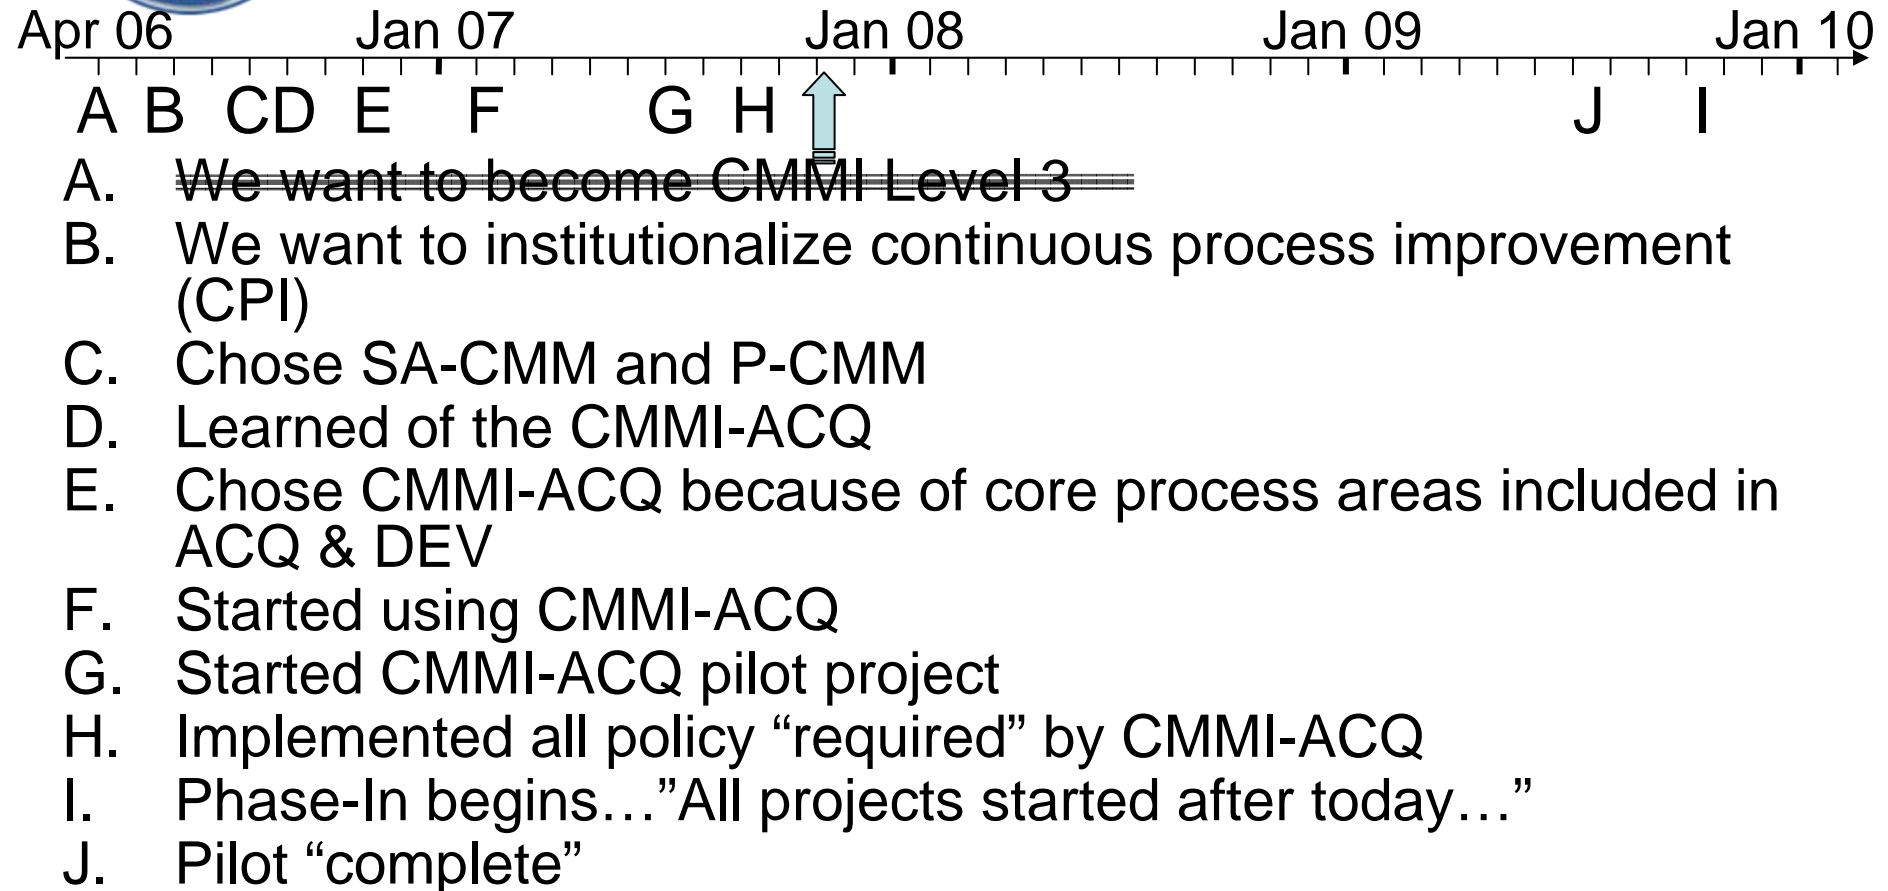 Apr 06 Jan 07 Jan 08 Jan 09 Jan 10
A B C D E F G H J I
A. We want to become CMMI Level 3
B. We want to institutionalize continuous process improvement
(CPI)
C. Chose SA-CMM and P-CMM
D. Learned of the CMMI-ACQ
E. Chose CMMI-ACQ because of core process areas included in
ACQ & DEV
F. Started using CMMI-ACQ
G. Started CMMI-ACQ pilot project
H. Implemented all policy “required” by CMMI-ACQ
I. Phase-In begins…”All projects started after today…”
J. Pilot “complete”